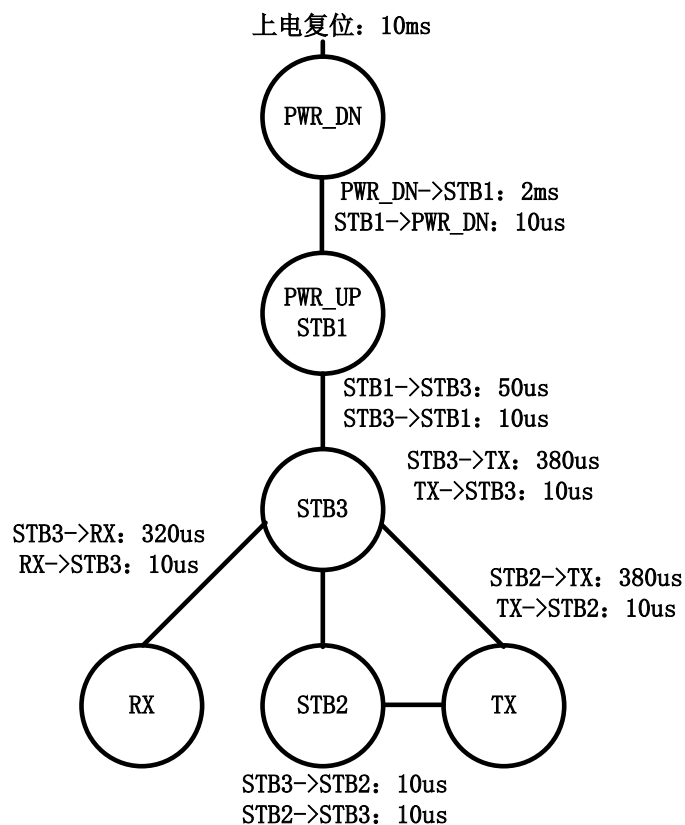 上电复位：10ms
PWR_DN
PWR_DN->STB1：2ms
STB1->PWR_DN：10us
PWR_UP
STB1
STB1->STB3：50us
STB3->STB1：10us
STB3->TX：380us
TX->STB3：10us
STB3
STB3->RX：320us
RX->STB3：10us
STB2->TX：380us
TX->STB2：10us
RX
STB2
TX
STB3->STB2：10us
STB2->STB3：10us